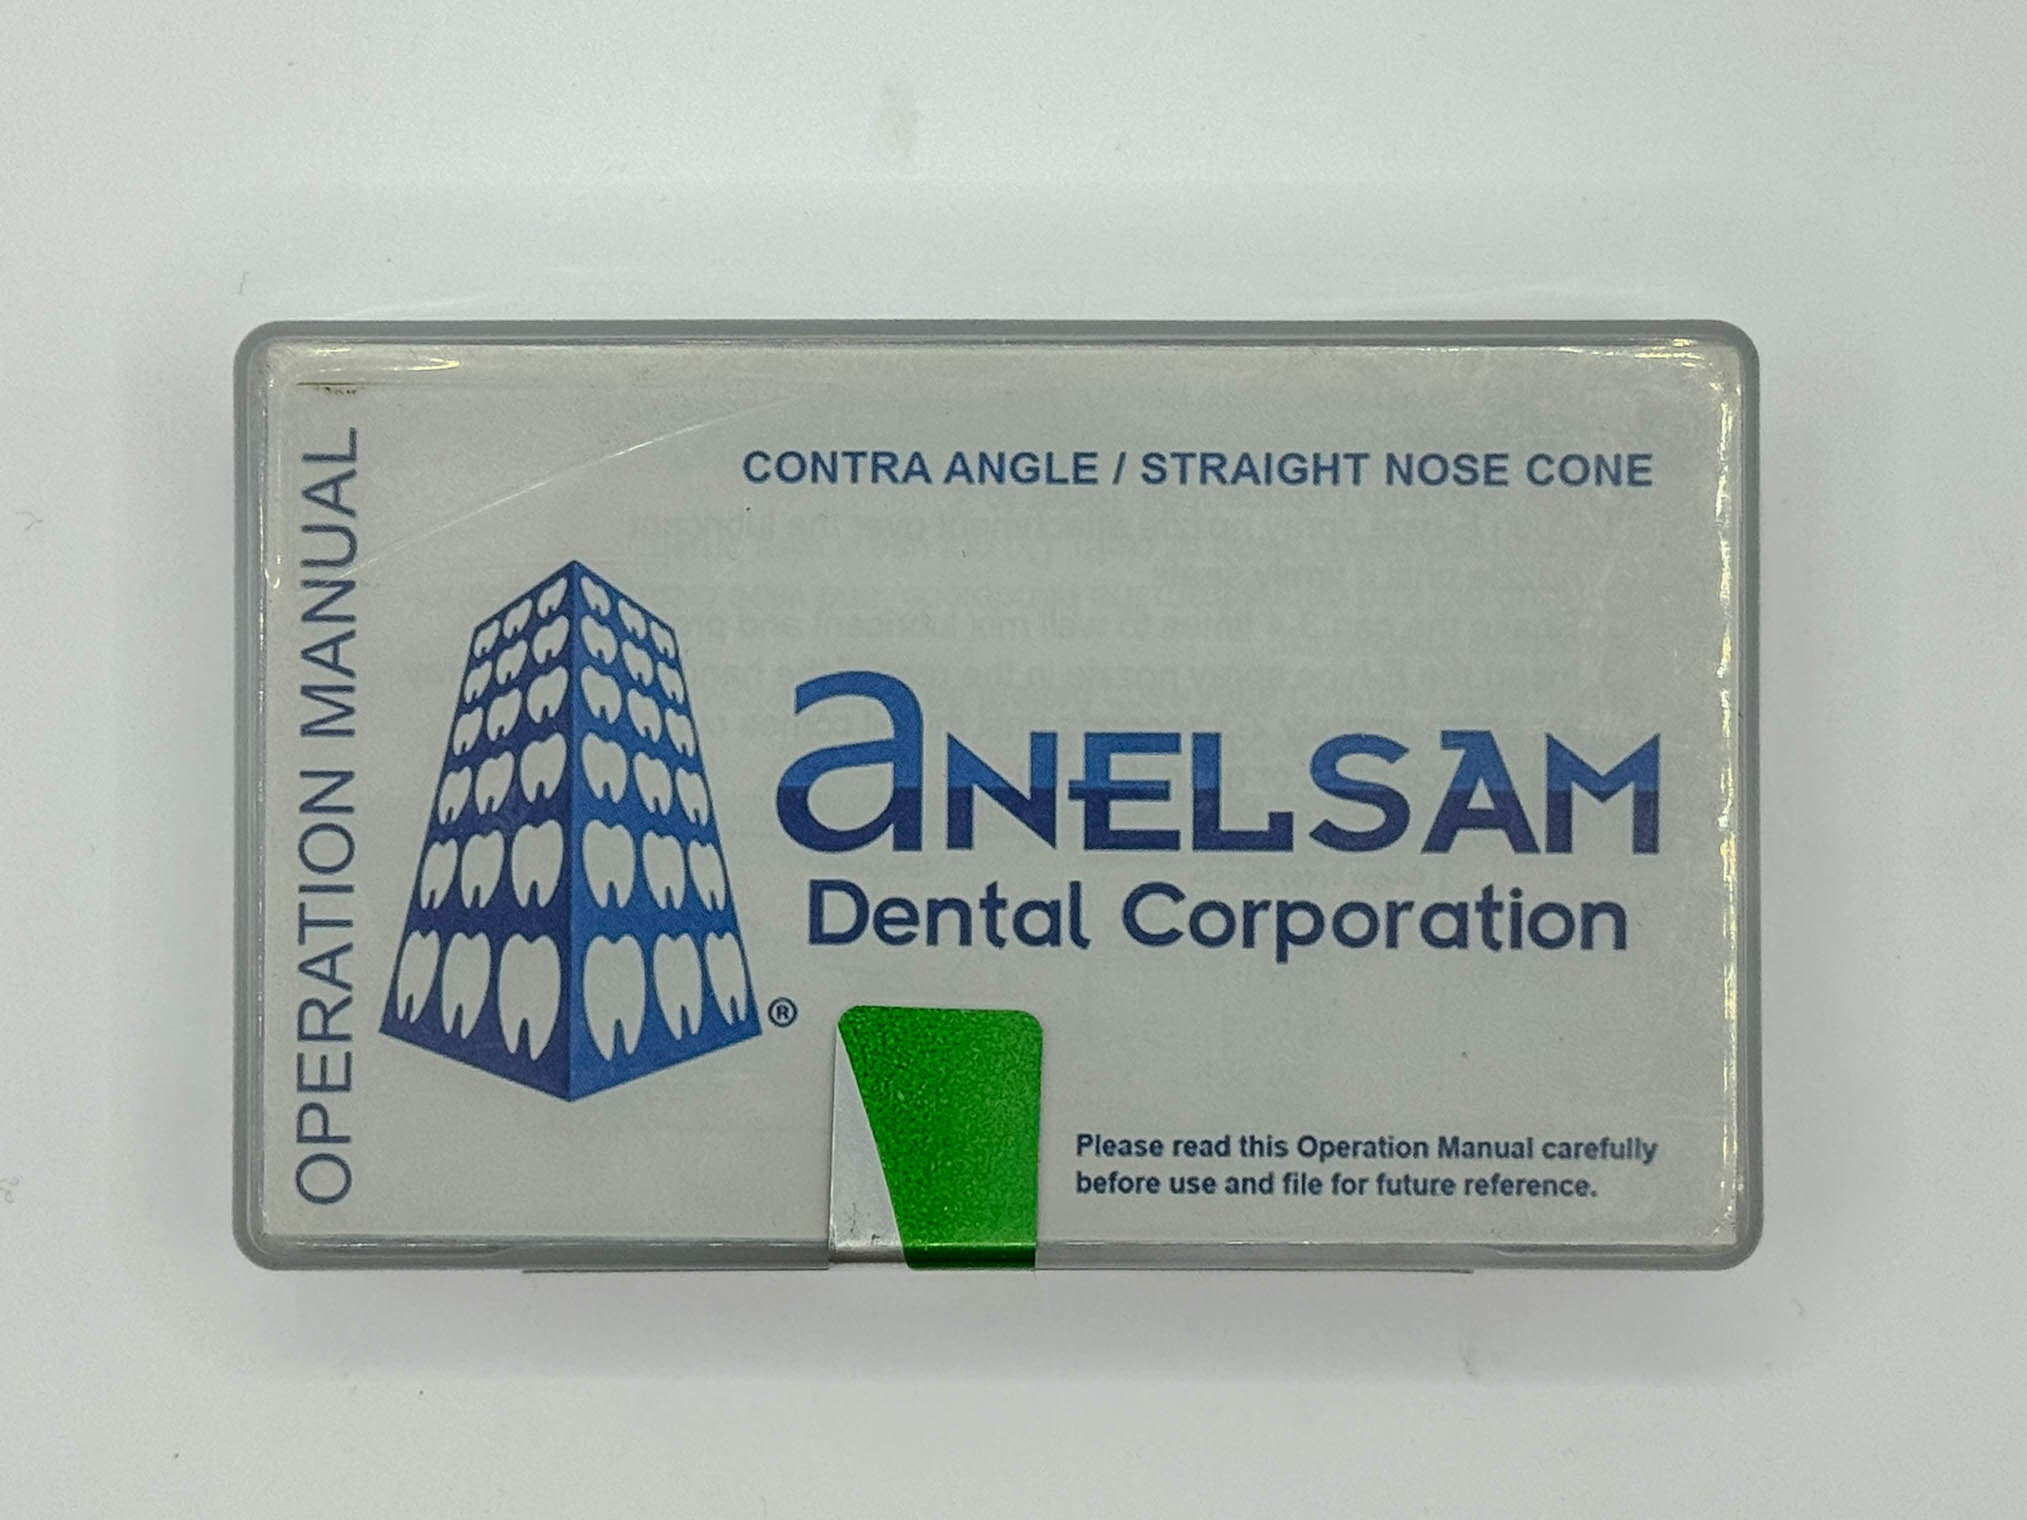 OPERATION MANUAL
CONTRA ANGLE / STRAIGHT NOSE CONE
aNELSAM
Dental Corporation
®
Please read this Operation Manual carefully
before use and file for future reference.